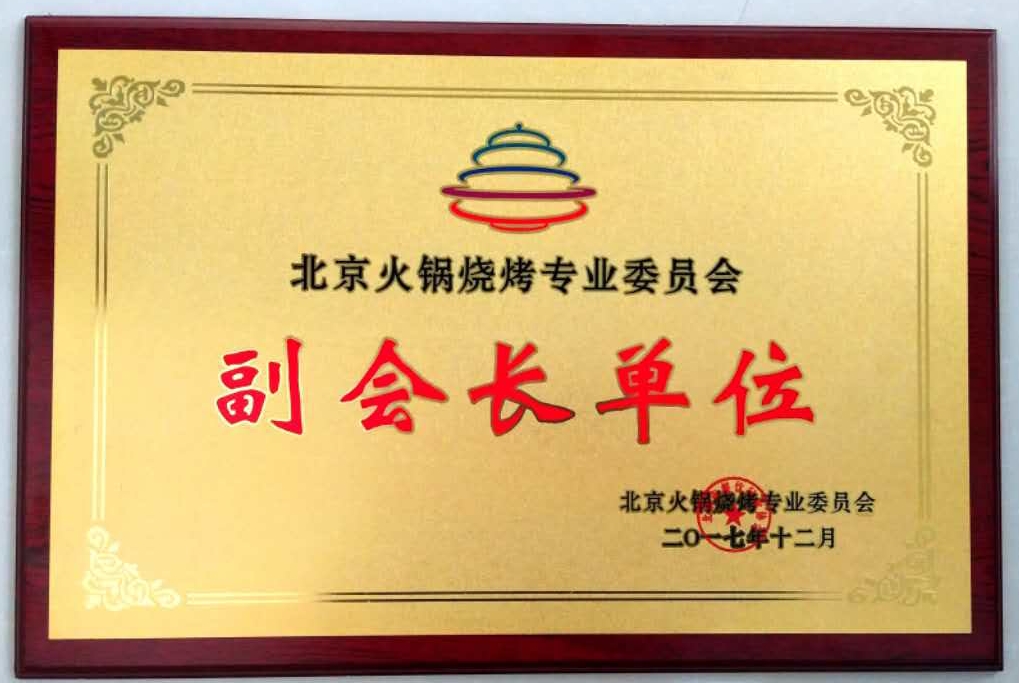 北京火锅烧烤专业委员会
副会长单位
北京火锅烧烤专业委员会
二〇一七年十二月